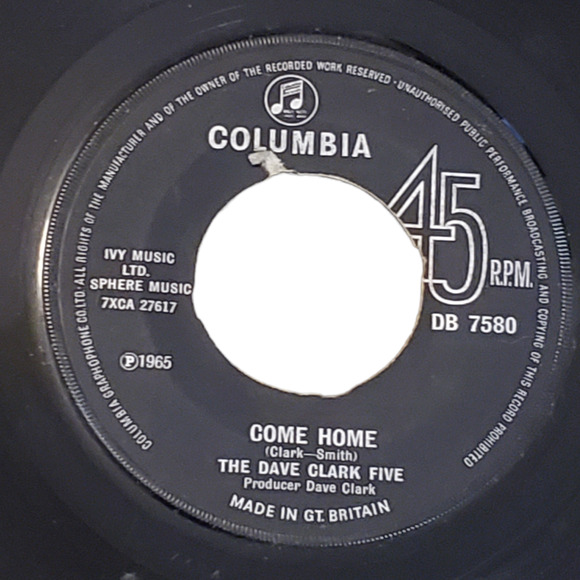 COLUMBIA GRAPHOPHONE CO. LTD. ALL RIGHTS OF THE MANUFACTURER AND OF THE OWNER OF THE RECORDED WORK RESERVED · UNAUTHORISED PUBLIC PERFORMANCE BROADCASTING AND COPYING OF THIS RECORD PROHIBITED
COLUMBIA
45
R.P.M.
DB 7580
IVY MUSIC
LTD.
SPHERE MUSIC
7XCA 27617
Ⓟ1965
COME HOME
(Clark—Smith)
THE DAVE CLARK FIVE
Producer Dave Clark
MADE IN GT. BRITAIN